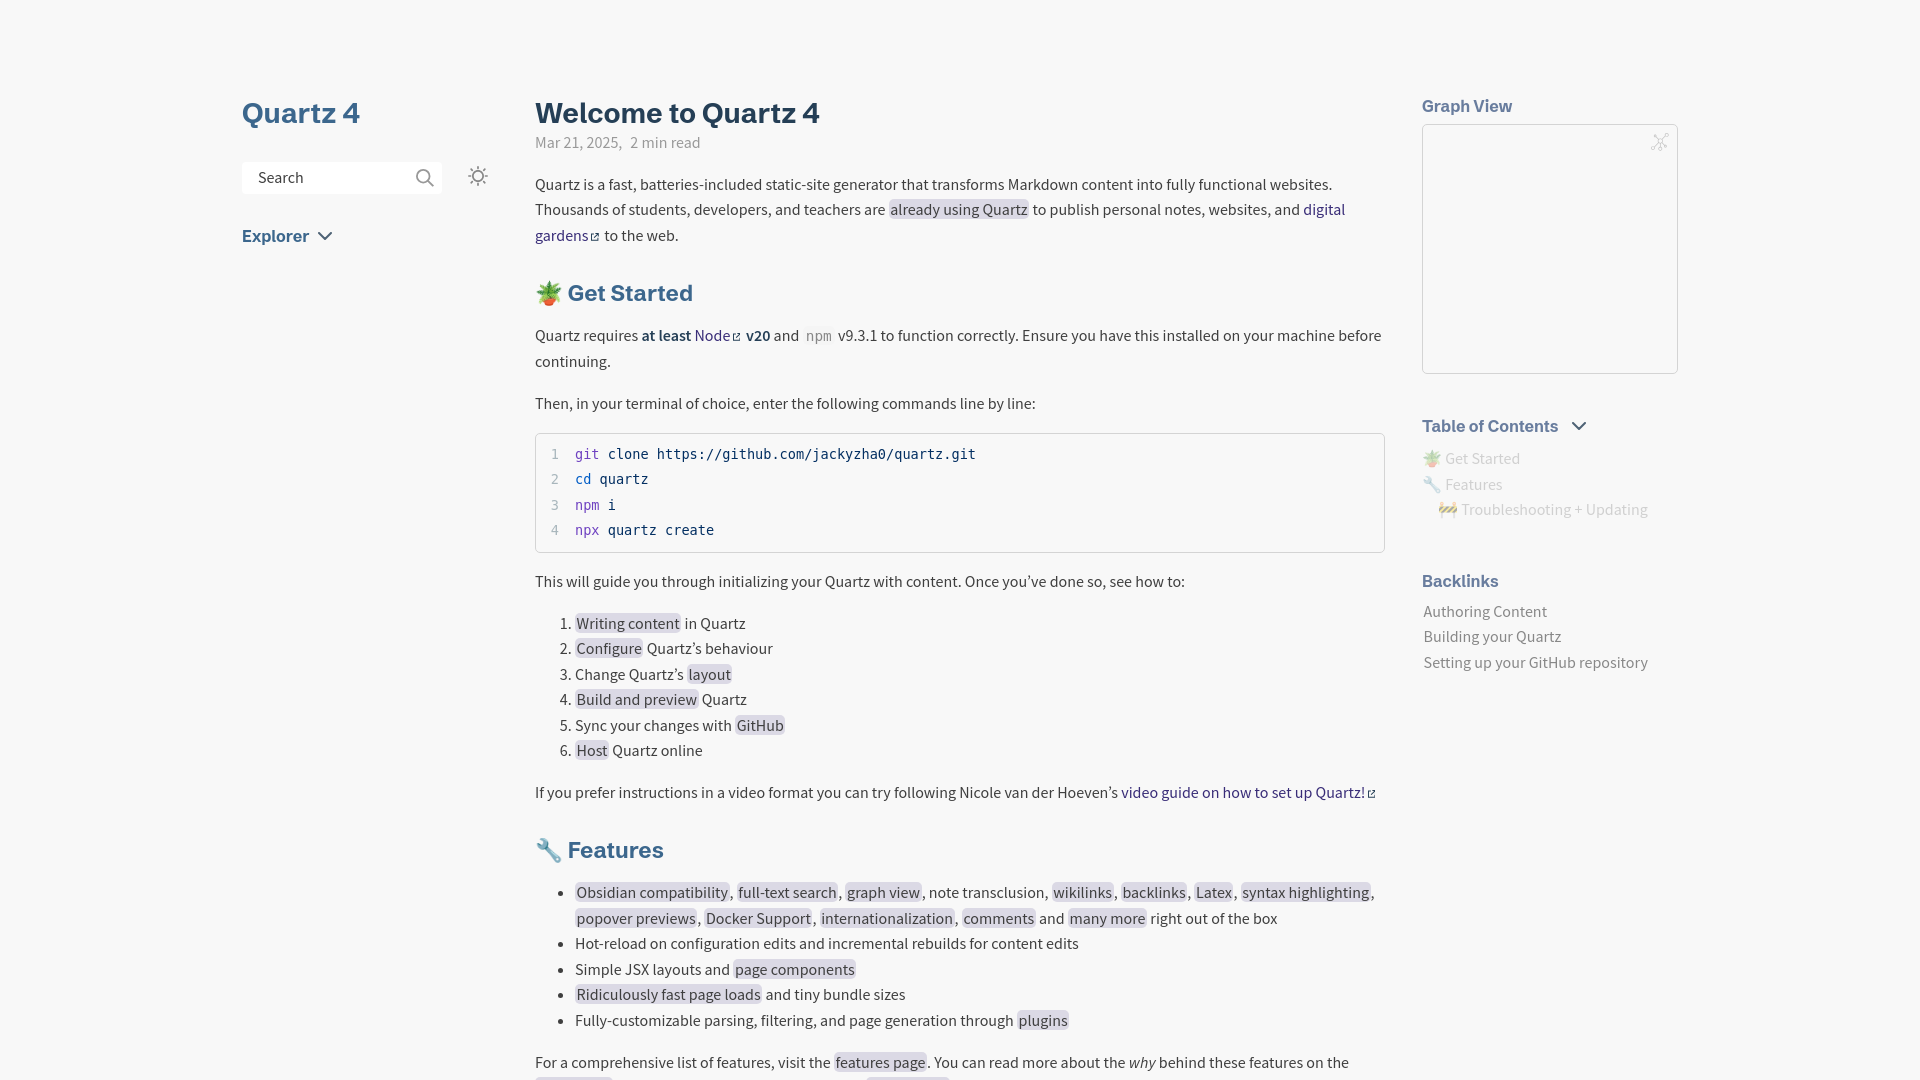 Quartz 4
Search
Explorer
Welcome to Quartz 4
Mar 21, 2025, 2 min read
Quartz is a fast, batteries-included static-site generator that transforms Markdown content into fully functional websites.
Thousands of students, developers, and teachers are already using Quartz to publish personal notes, websites, and digital
gardens to the web.
🪴 Get Started
Quartz requires at least Node v20 and npm v9.3.1 to function correctly. Ensure you have this installed on your machine before
continuing.
Then, in your terminal of choice, enter the following commands line by line:
1 git clone https://github.com/jackyzha0/quartz.git
2 cd quartz
3 npm i
4 npx quartz create
This will guide you through initializing your Quartz with content. Once you’ve done so, see how to:
1. Writing content in Quartz
2. Configure Quartz’s behaviour
3. Change Quartz’s layout
4. Build and preview Quartz
5. Sync your changes with GitHub
6. Host Quartz online
If you prefer instructions in a video format you can try following Nicole van der Hoeven’s video guide on how to set up Quartz!
🔧 Features
• Obsidian compatibility, full-text search, graph view, note transclusion, wikilinks, backlinks, Latex, syntax highlighting,
popover previews, Docker Support, internationalization, comments and many more right out of the box
• Hot-reload on configuration edits and incremental rebuilds for content edits
• Simple JSX layouts and page components
• Ridiculously fast page loads and tiny bundle sizes
• Fully-customizable parsing, filtering, and page generation through plugins
For a comprehensive list of features, visit the features page. You can read more about the why behind these features on the
Graph View
Table of Contents
🪴 Get Started
🔧 Features
🚧 Troubleshooting + Updating
Backlinks
Authoring Content
Building your Quartz
Setting up your GitHub repository